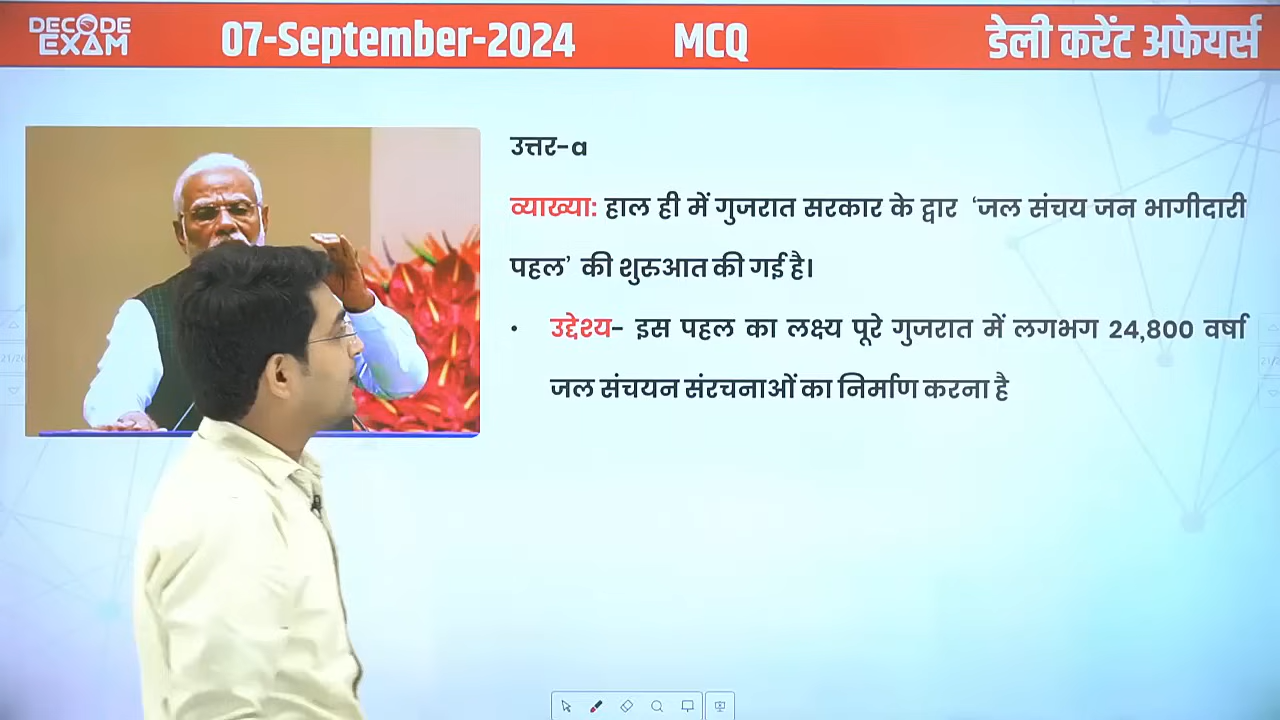 DECODE
EXAM
07-September-2024
MCQ
डेली करेंट अफेयर्स
उत्तर-a
व्याख्या: हाल ही में गुजरात सरकार के द्वार 'जल संचय जन भागीदारी
पहल' की शुरुआत की गई है।
• उद्देश्य- इस पहल का लक्ष्य पूरे गुजरात में लगभग 24,800 वर्षा
जल संचयन संरचनाओं का निर्माण करना है